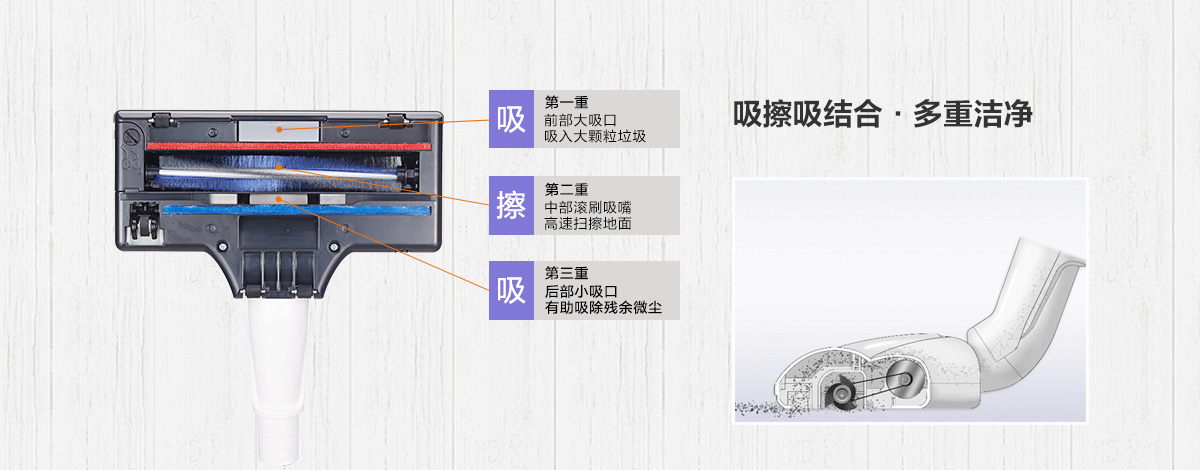 吸
第一重
前部大吸口
吸入大颗粒垃圾
擦
第二重
中部滚刷吸嘴
高速扫擦地面
吸
第三重
后部小吸口
有助吸除残余微尘
吸擦吸结合·多重洁净